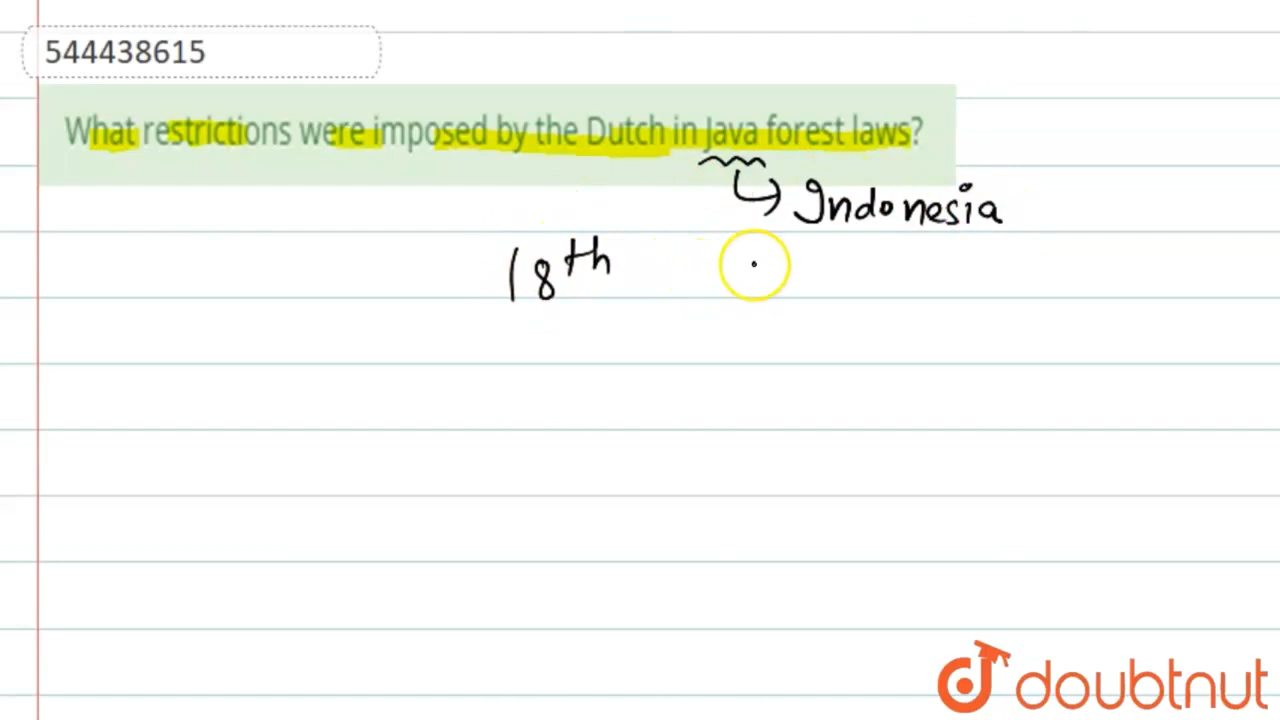 544438615
What restrictions were imposed by the Dutch in Java forest laws?
Indonesia
18th
doubtnut